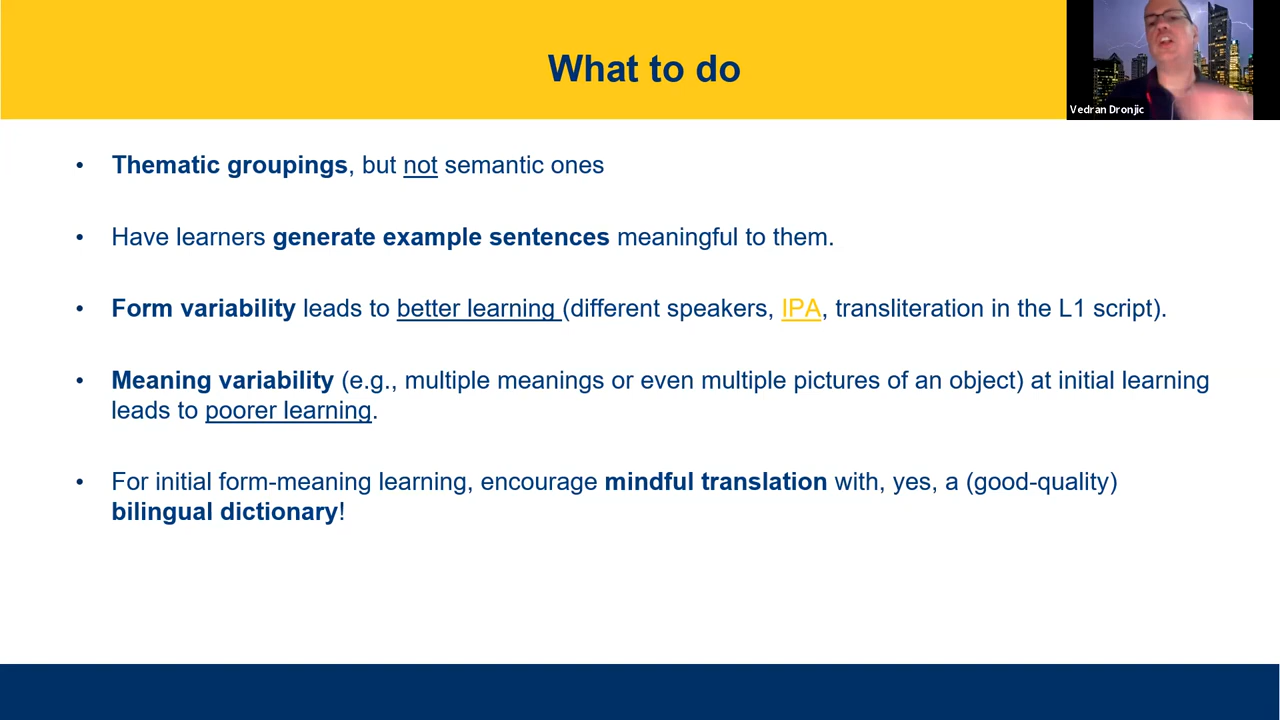 What to do
Vedran Dronjic
• Thematic groupings, but not semantic ones
• Have learners generate example sentences meaningful to them.
• Form variability leads to better learning (different speakers, IPA, transliteration in the L1 script).
• Meaning variability (e.g., multiple meanings or even multiple pictures of an object) at initial learning
leads to poorer learning.
• For initial form-meaning learning, encourage mindful translation with, yes, a (good-quality)
bilingual dictionary!